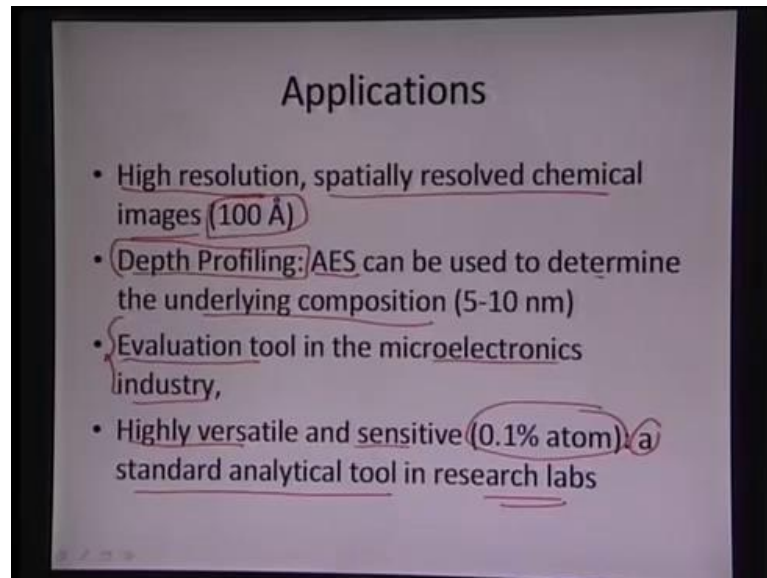 Applications
• High resolution, spatially resolved chemical
images (100 Å)
• Depth Profiling: AES can be used to determine
the underlying composition (5-10 nm)
• Evaluation tool in the microelectronics
industry,
• Highly versatile and sensitive (0.1% atom): a
standard analytical tool in research labs